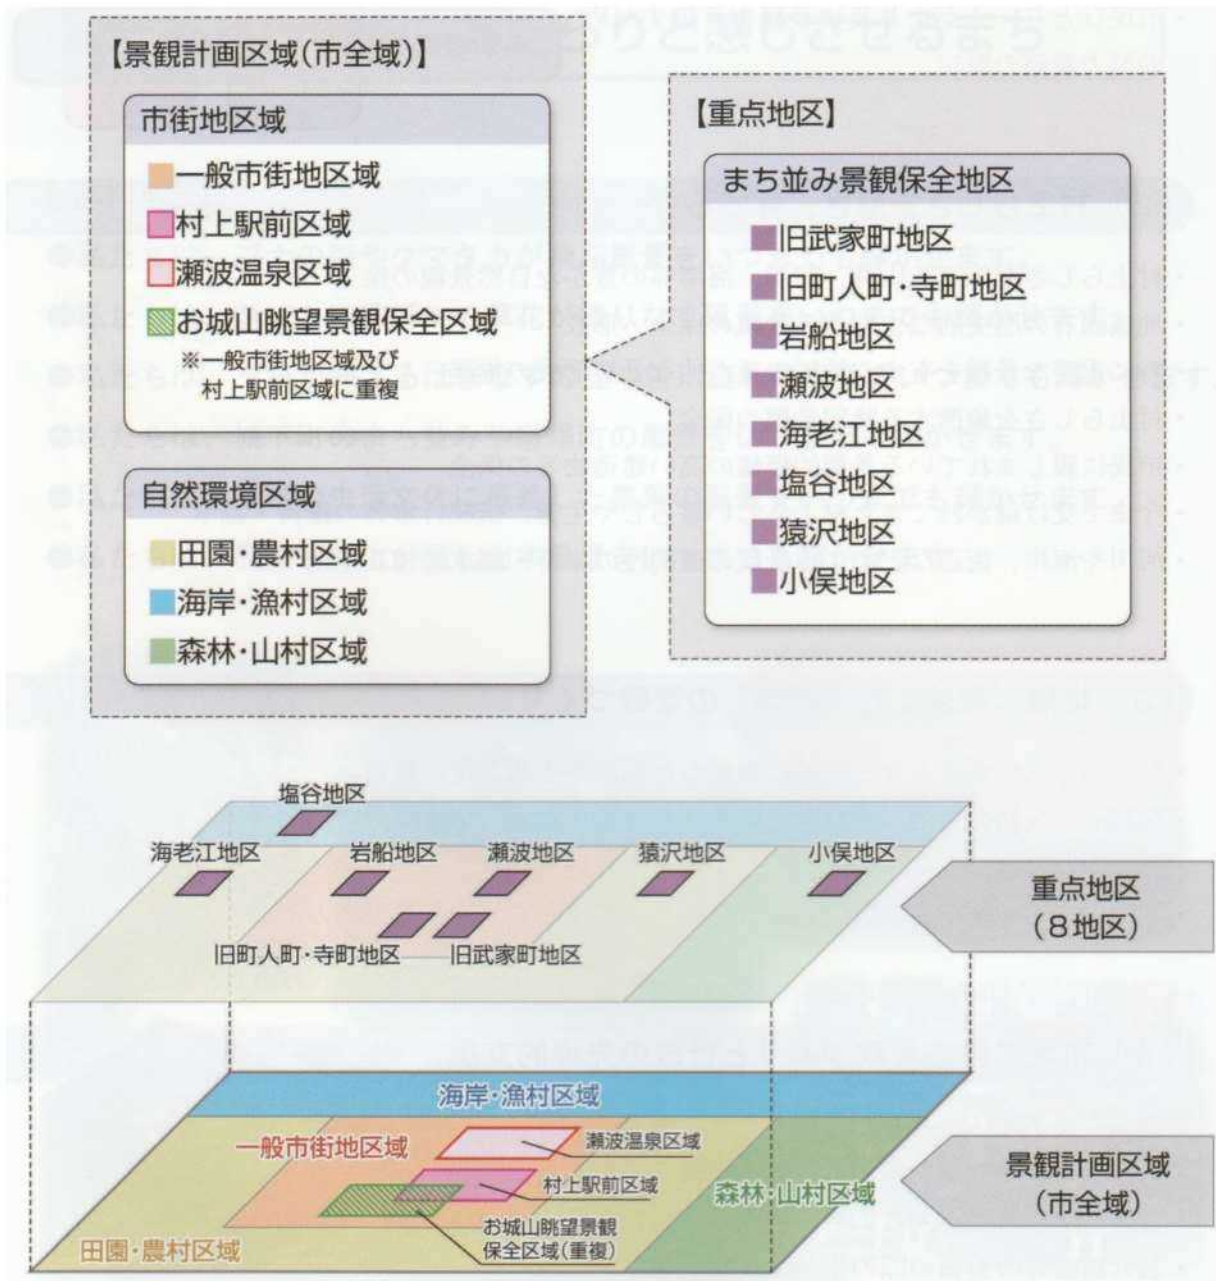 【景観計画区域(市全域)】
市街地区域
一般市街地区域
村上駅前区域
瀬波温泉区域
お城山眺望景観保全区域
※一般市街地区域及び
村上駅前区域に重複
自然環境区域
田園・農村区域
海岸・漁村区域
森林・山村区域
【重点地区】
まち並み景観保全地区
旧武家町地区
旧町人町・寺町地区
岩船地区
瀬波地区
海老江地区
塩谷地区
猿沢地区
小俣地区
塩谷地区
海老江地区
岩船地区
瀬波地区
猿沢地区
小俣地区
旧町人町・寺町地区
旧武家町地区
重点地区
(8地区)
海岸・漁村区域
一般市街地区域
瀬波温泉区域
村上駅前区域
森林・山村区域
お城山眺望景観
保全区域(重複)
田園・農村区域
景観計画区域
(市全域)